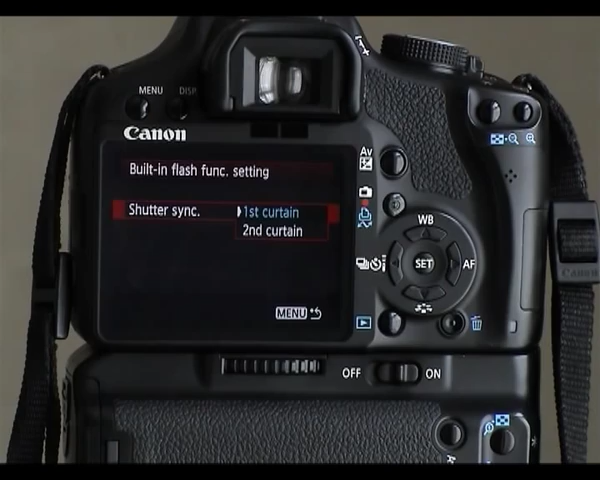 MENU DISP.
Canon
Built-in flash func. setting
Shutter sync.
1st curtain
2nd curtain
MENU
Av
WB
SET
AF
OFF ON
Canon